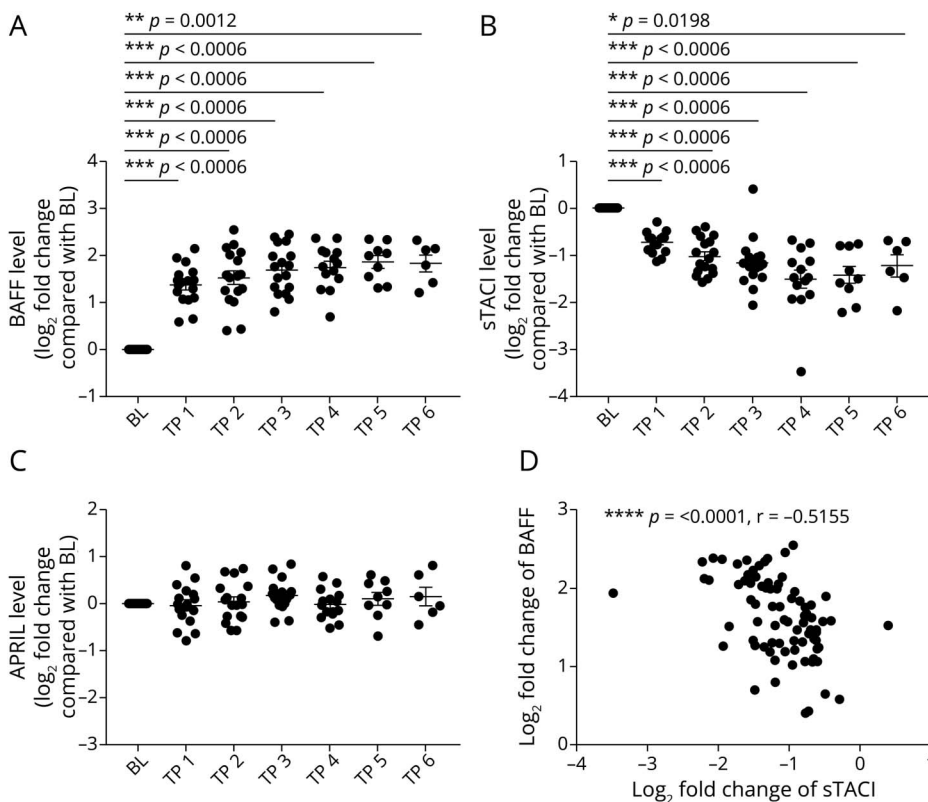 A
** p = 0.0012
*** p < 0.0006
*** p < 0.0006
*** p < 0.0006
*** p < 0.0006
*** p < 0.0006
BAFF level
(log2 fold change
compared with BL)
4
3
2
1
0
–1
BL
TP 1
TP 2
TP 3
TP 4
TP 5
TP 6
B
* p = 0.0198
*** p < 0.0006
*** p < 0.0006
*** p < 0.0006
*** p < 0.0006
*** p < 0.0006
sTACI level
(log2 fold change
compared with BL)
1
0
–1
–2
–3
–4
BL
TP 1
TP 2
TP 3
TP 4
TP 5
TP 6
C
APRIL level
(log2 fold change
compared with BL)
2
1
0
–1
–2
–3
BL
TP 1
TP 2
TP 3
TP 4
TP 5
TP 6
D
**** p = <0.0001, r = –0.5155
Log2 fold change of BAFF
3
2
1
0
–4
–3
–2
–1
0
1
Log2 fold change of sTACI